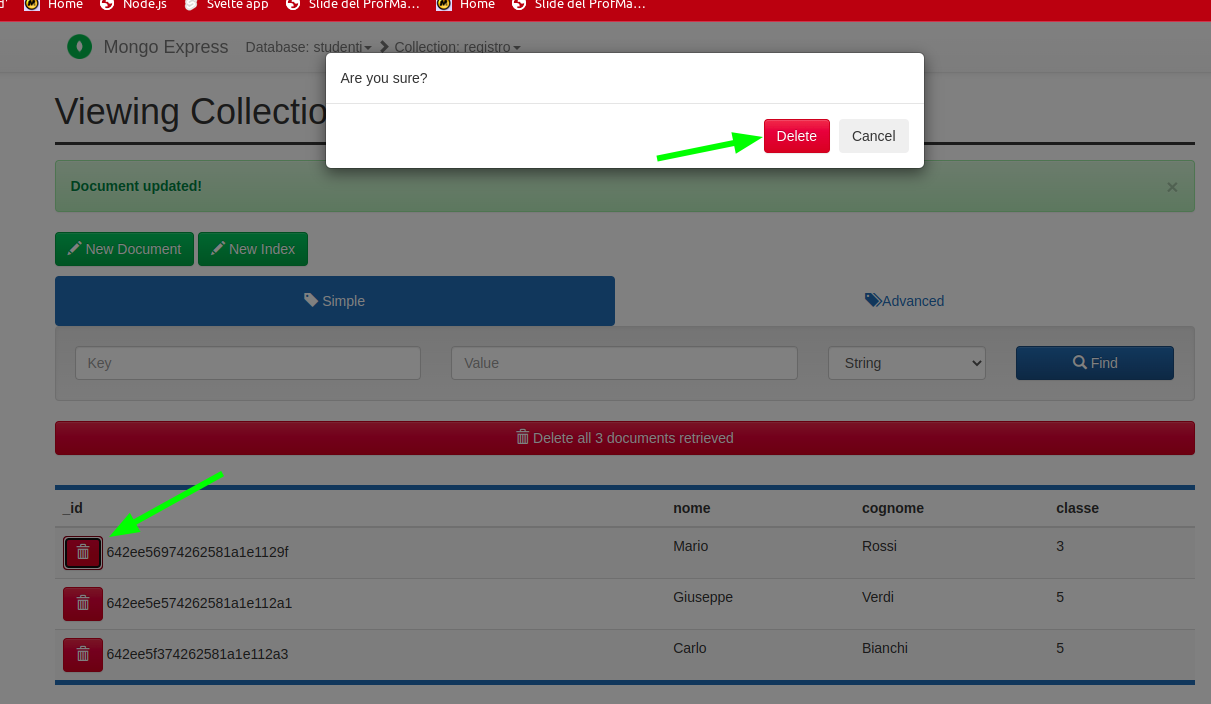 Home Node.js Svelte app Slide del ProfMa... Home Slide del ProfMa...
Mongo Express Database: studenti Collection: registro
Are you sure?
Viewing Collectio
Delete Cancel
Document updated! ×
New Document New Index
Simple Advanced
Key Value String Find
Delete all 3 documents retrieved
_id nome cognome classe
642ee56974262581a1e1129f Mario Rossi 3
642ee5e574262581a1e112a1 Giuseppe Verdi 5
642ee5f374262581a1e112a3 Carlo Bianchi 5